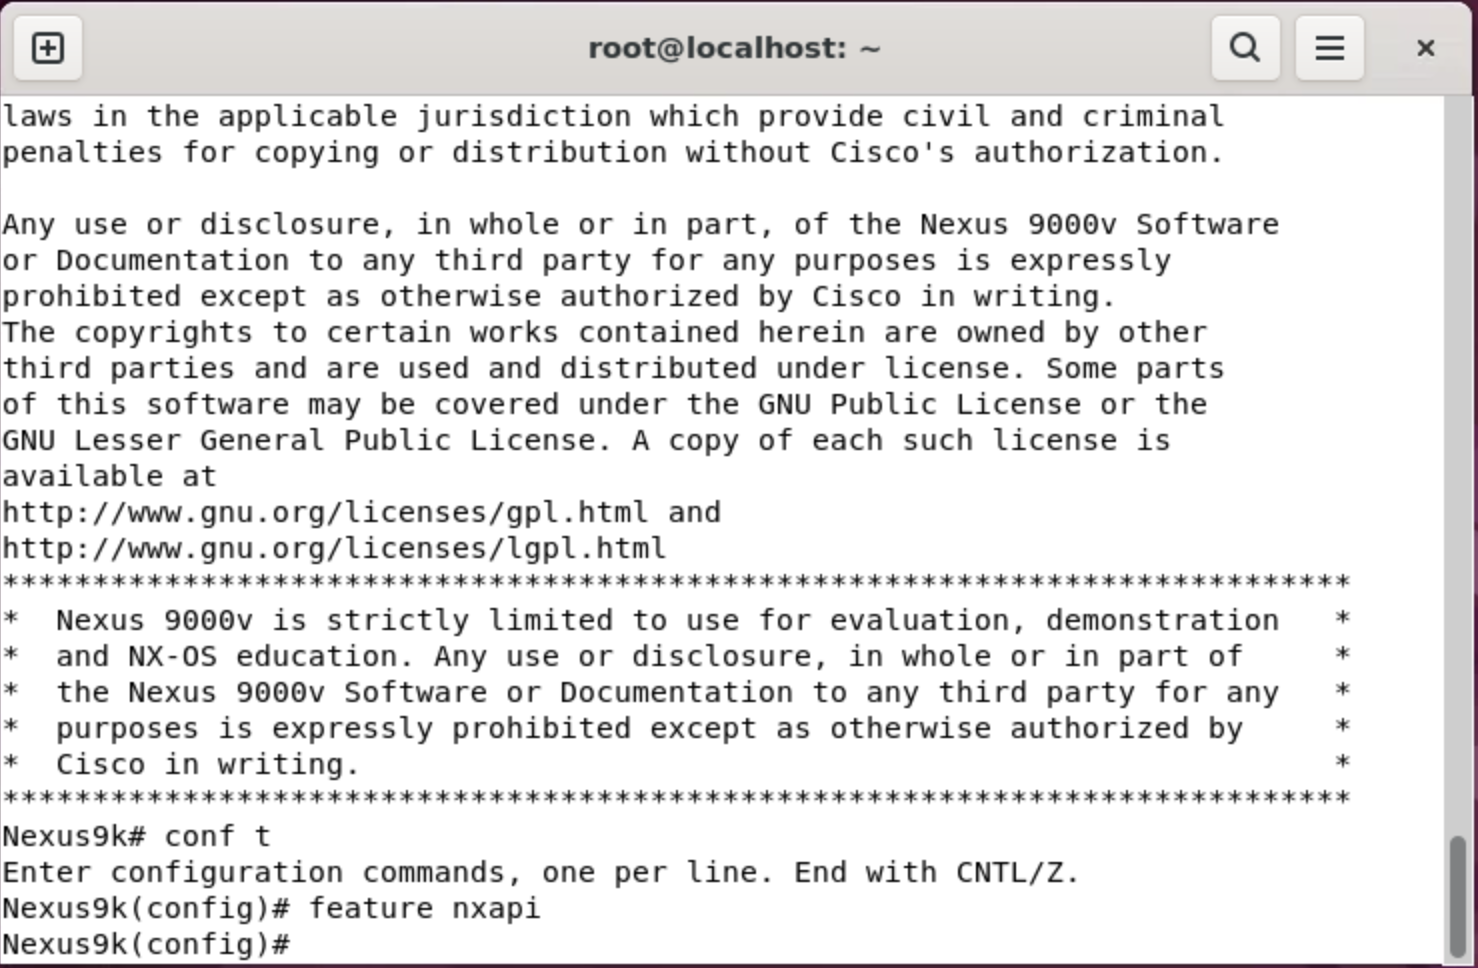 root@localhost: ~
laws in the applicable jurisdiction which provide civil and criminal
penalties for copying or distribution without Cisco's authorization.
Any use or disclosure, in whole or in part, of the Nexus 9000v Software
or Documentation to any third party for any purposes is expressly
prohibited except as otherwise authorized by Cisco in writing.
The copyrights to certain works contained herein are owned by other
third parties and are used and distributed under license. Some parts
of this software may be covered under the GNU Public License or the
GNU Lesser General Public License. A copy of each such license is
available at
http://www.gnu.org/licenses/gpl.html and
http://www.gnu.org/licenses/lgpl.html
***************************************************************************
*  Nexus 9000v is strictly limited to use for evaluation, demonstration   *
*  and NX-OS education. Any use or disclosure, in whole or in part of     *
*  the Nexus 9000v Software or Documentation to any third party for any   *
*  purposes is expressly prohibited except as otherwise authorized by     *
*  Cisco in writing.                                                      *
***************************************************************************
Nexus9k# conf t
Enter configuration commands, one per line. End with CNTL/Z.
Nexus9k(config)# feature nxapi
Nexus9k(config)#